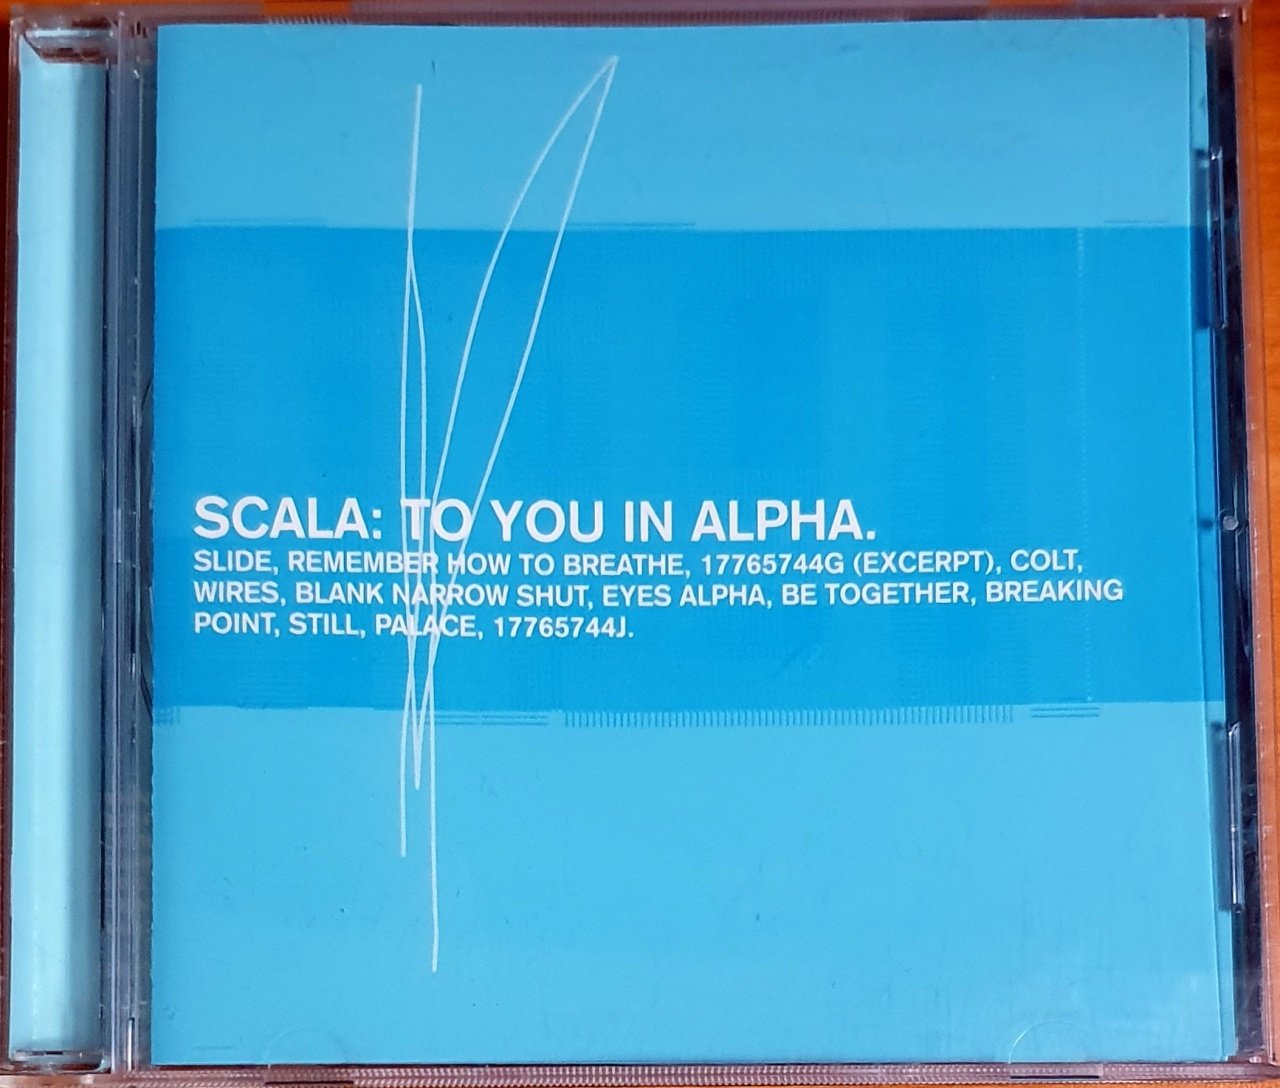 SCALA: TO YOU IN ALPHA.
SLIDE, REMEMBER HOW TO BREATHE, 17765744G (EXCERPT), COLT,
WIRES, BLANK NARROW SHUT, EYES ALPHA, BE TOGETHER, BREAKING
POINT, STILL, PALACE, 17765744J.